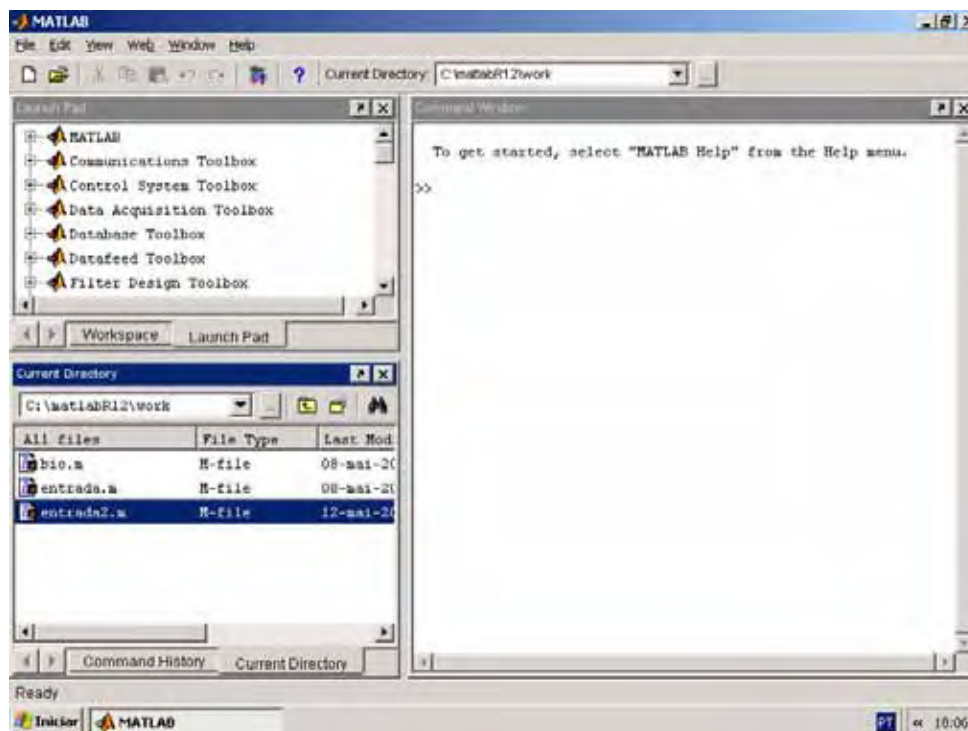 MATLAB
File Edit View Web Window Help
Current Directory: C:\matlabR12\work
Launch Pad
Command Window
MATLAB
Communications Toolbox
Control System Toolbox
Data Acquisition Toolbox
Database Toolbox
Datafeed Toolbox
Filter Design Toolbox
To get started, select "MATLAB Help" from the Help menu.
>>
Workspace Launch Pad
Current Directory
C:\matlabR12\work
All files File Type Last Mod
bio.m M-file 08-mai-20
entrada.m M-file 08-mai-20
entrada2.m M-file 12-mai-20
Command History Current Directory
Ready
Iniciar MATLAB PT « 10:06